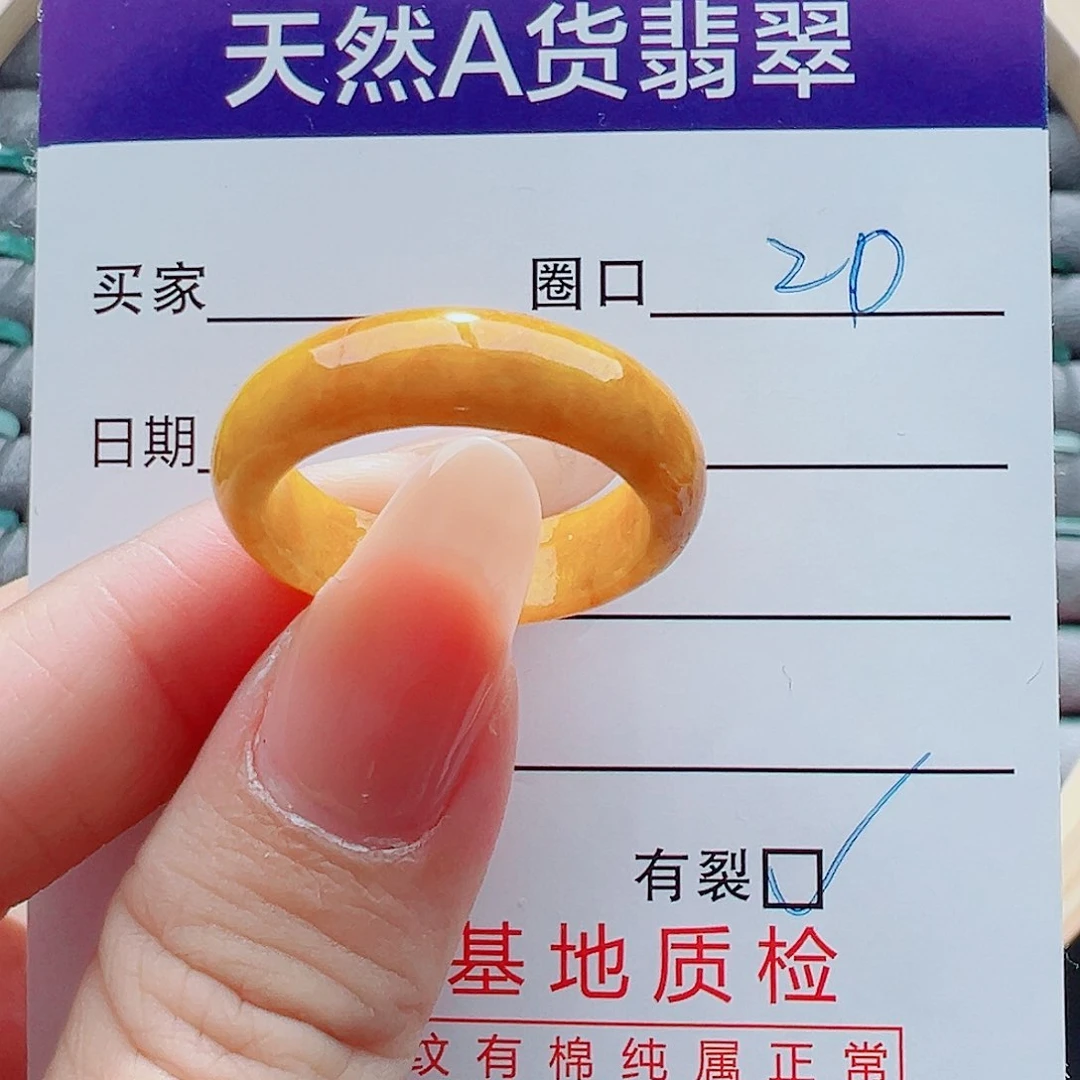 天然A货翡翠
买家 圈口 20
日期
有裂
基地质检
纹有棉纯属正常